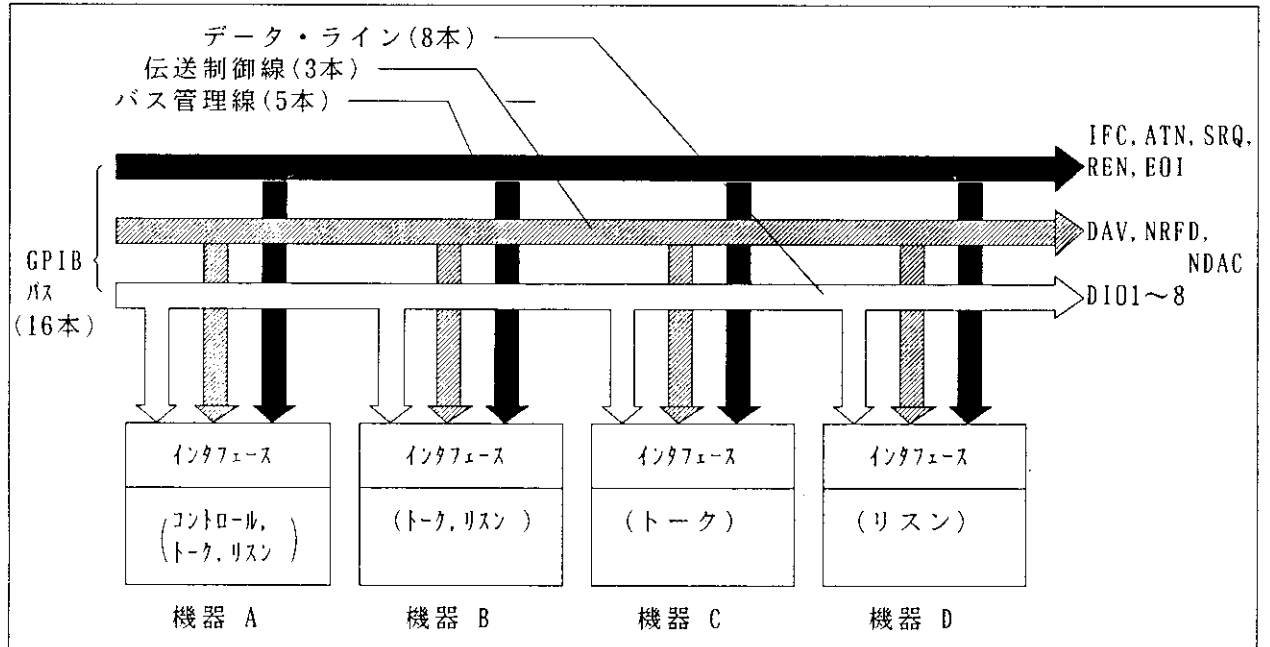 データ・ライン(8本)
伝送制御線(3本)
バス管理線(5本)
IFC, ATN, SRQ,
REN, EOI
DAV, NRFD,
NDAC
DIO1～8
GPIB
バス
(16本)
インタフェース
インタフェース
インタフェース
インタフェース
(コントロール,
トーク, リスン)
(トーク, リスン)
(トーク)
(リスン)
機器 A
機器 B
機器 C
機器 D